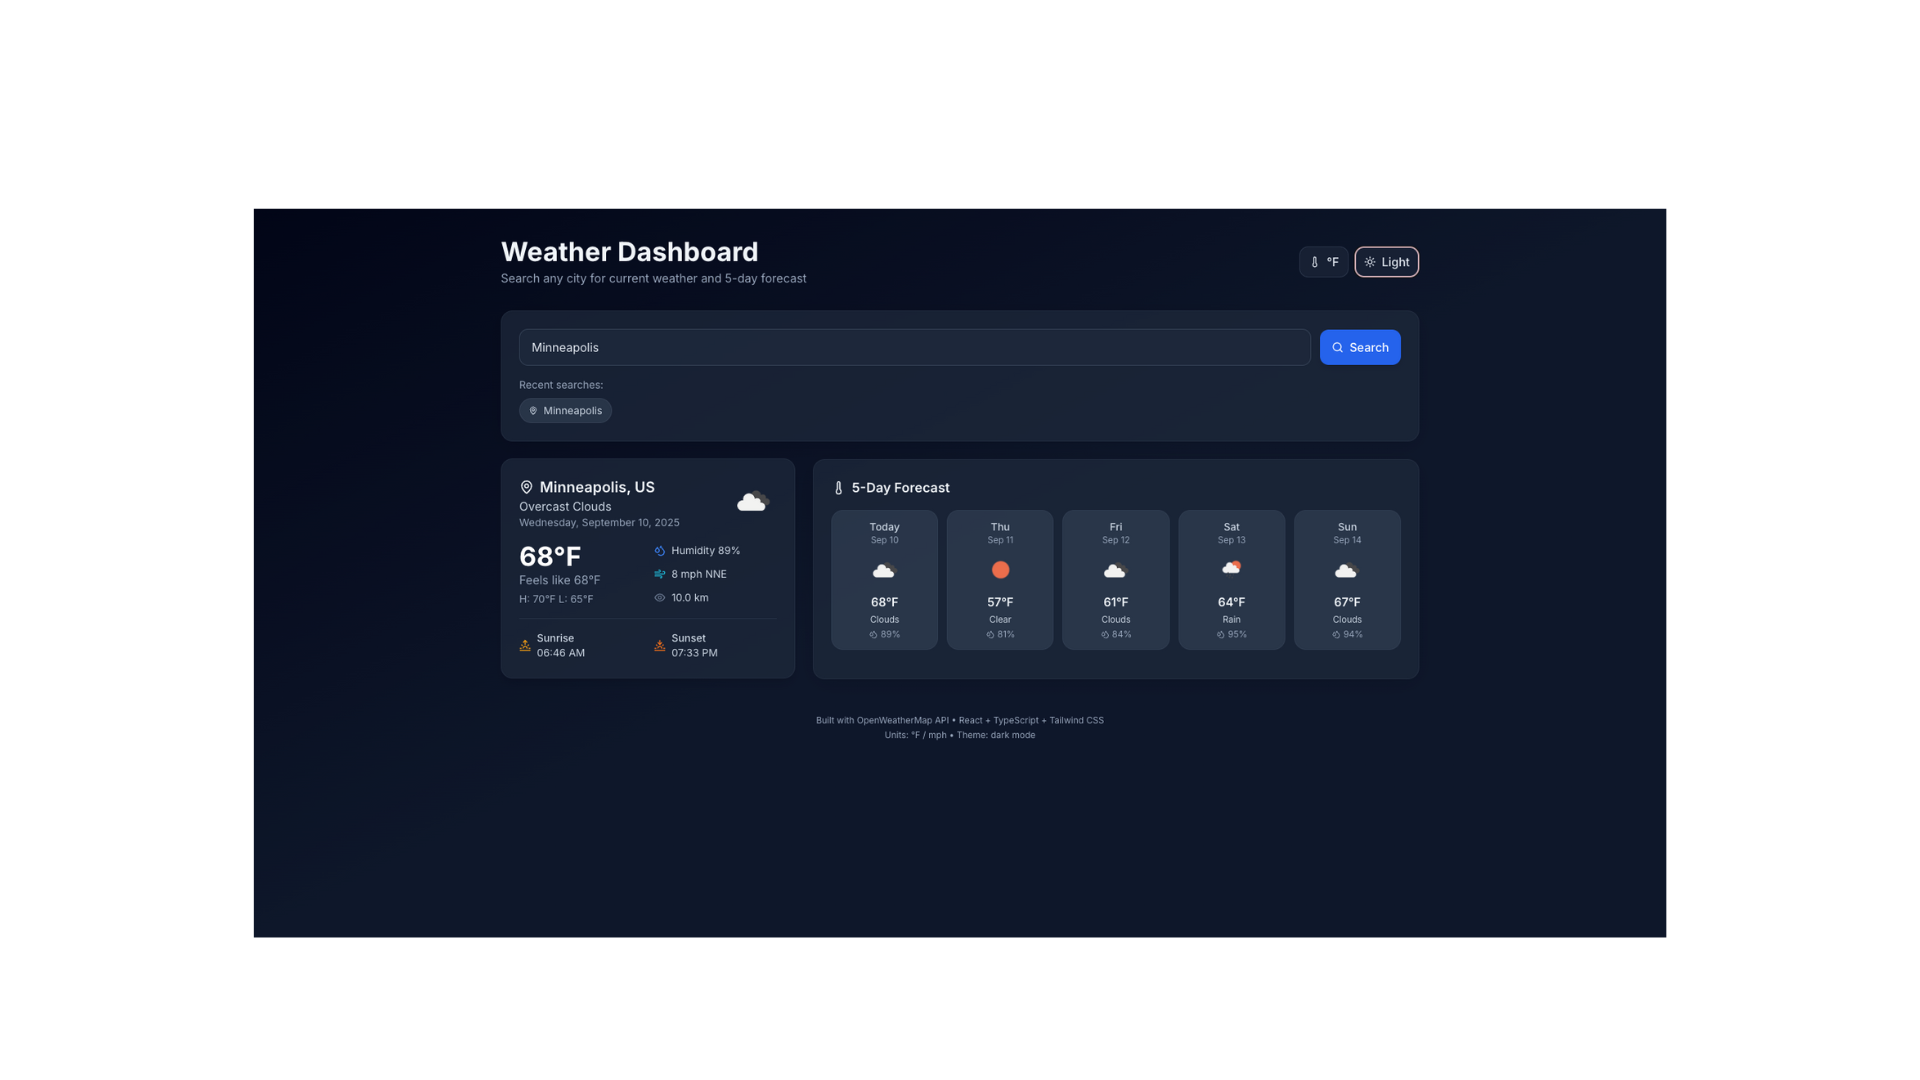 Weather Dashboard
Search any city for current weather and 5-day forecast
°F
Light
Minneapolis
Search
Recent searches:
Minneapolis
Minneapolis, US
Overcast Clouds
Wednesday, September 10, 2025
68°F
Feels like 68°F
H: 70°F L: 65°F
Humidity 89%
8 mph NNE
10.0 km
Sunrise
06:46 AM
Sunset
07:33 PM
5-Day Forecast
Today
Sep 10
68°F
Clouds
89%
Thu
Sep 11
57°F
Clear
81%
Fri
Sep 12
61°F
Clouds
84%
Sat
Sep 13
64°F
Rain
95%
Sun
Sep 14
67°F
Clouds
94%
Built with OpenWeatherMap API • React + TypeScript + Tailwind CSS
Units: °F / mph • Theme: dark mode